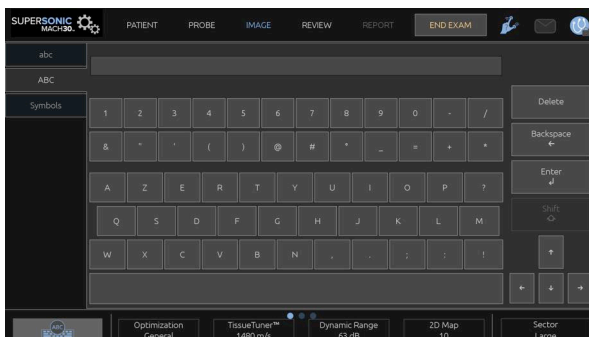 SUPERSONIC
MACH30
PATIENT PROBE IMAGE REVIEW REPORT END EXAM
abc
ABC
Symbols
1 2 3 4 5 6 7 8 9 0 - /
Delete
& " ' ( ) @ # _ = +
Backspace
←
A Z E R T Y U I O P ?
Enter
↲
Q S D F G H J K L M
Shift
W X C V B N , . ; : !
↑
← ↓ →
ABC
Optimization TissueTuner™ Dynamic Range 2D Map Sector
General 1480 m/s 63 dB 10 Large